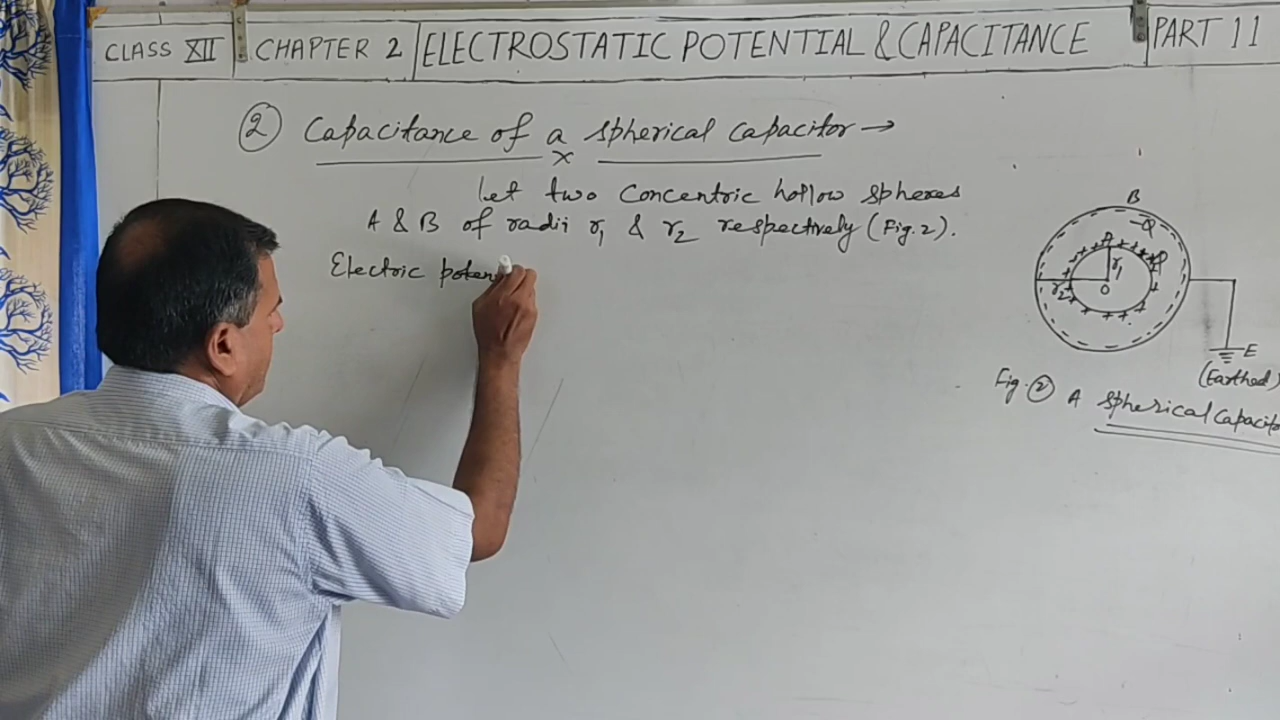 CLASS XII CHAPTER 2 ELECTROSTATIC POTENTIAL & CAPACITANCE PART 11
② Capacitance of a spherical capacitor →
x
Let two concentric hollow spheres
A & B of radii r₁ & r₂ respectively (Fig. 2).
Electric poten
B
-Q
A
r₁
r₂
O
E
(Earthed)
Fig. ② A spherical capacito